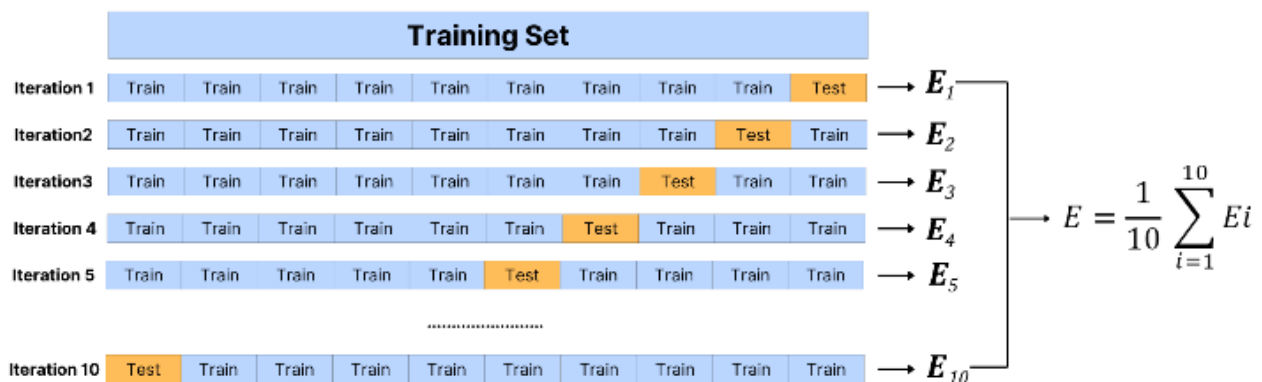 Training Set
Iteration 1 Train Train Train Train Train Train Train Train Train Test → E₁
Iteration2 Train Train Train Train Train Train Train Train Test Train → E₂
Iteration3 Train Train Train Train Train Train Train Test Train Train → E₃
Iteration 4 Train Train Train Train Train Train Test Train Train Train → E₄
Iteration 5 Train Train Train Train Train Test Train Train Train Train → E₅
........................
Iteration 10 Test Train Train Train Train Train Train Train Train Train → E₁₀
E = 1/10 ∑_{i=1}^{10} Ei